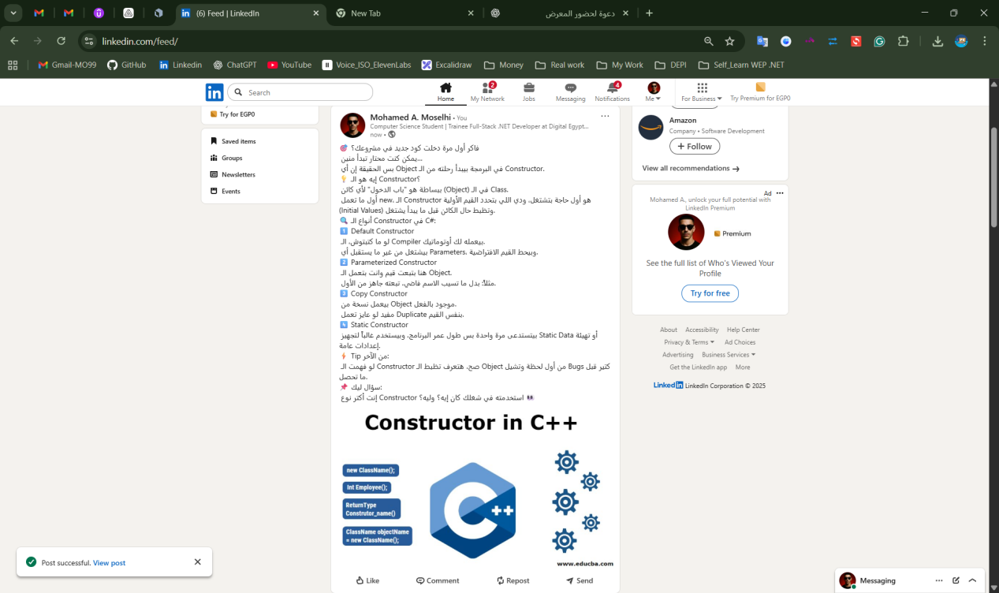 (6) Feed | LinkedIn
New Tab
دعوة لحضور المعرض
linkedin.com/feed/
Gmail-MO99
GitHub
Linkedin
ChatGPT
YouTube
Voice_ISO_ElevenLabs
Excalidraw
Money
Real work
My Work
DEPI
Self_Learn WEP .NET
Search
Home
2
My Network
Jobs
Messaging
4
Notifications
Me
For Business
Try Premium for EGP0
Try for EGP0
Saved items
Groups
Newsletters
Events
Mohamed A. Moselhi • You
Computer Science Student | Trainee Full-Stack .NET Developer at Digital Egypt...
now •
🎯 فاكر أول مرة دخلت كود جديد في مشروعك؟
يمكن كنت محتار تبدأ منين...
بس الحقيقة إن أي Object في البرمجة بيبدأ رحلته من الـ Constructor.
💡 إيه هو الـ Constructor؟
ببساطة هو "باب الدخول" لأي كائن (Object) في الـ Class.
أول ما تعمل new، الـ Constructor هو أول حاجة بتشتغل، ودي اللي بتحدد القيم الأولية
(Initial Values) وتظبط حال الكائن قبل ما يبدأ يشتغل.
🔍 أنواع الـ Constructor في C#:
1️⃣ Default Constructor
لو ما كتبتوش، الـ Compiler بيعمله لك أوتوماتيك.
بيشتغل من غير ما يستقبل أي Parameters، وبيحط القيم الافتراضية.
2️⃣ Parameterized Constructor
هنا بتبعت قيم وانت بتعمل الـ Object.
مثلاً: بدل ما تسيب الاسم فاضي، تبعته جاهز من الأول.
3️⃣ Copy Constructor
بيعمل نسخة من Object موجود بالفعل.
مفيد لو عايز تعمل Duplicate بنفس القيم.
4️⃣ Static Constructor
بيتستدعى مرة واحدة بس طول عمر البرنامج، وبيستخدم غالباً لتجهيز Static Data أو تهيئة
إعدادات عامة.
⚡ Tip من الآخر:
لو فهمت الـ Constructor صح، هتعرف تظبط الـ Object من أول لحظة وتشيل Bugs كتير قبل
ما تحصل.
📌 سؤال ليك:
إنت أكتر نوع Constructor استخدمته في شغلك كان إيه؟ وليه؟ 👀
Constructor in C++
new ClassName();
Int Employee();
ReturnType
Construtor_name()
ClassName objectName
= new ClassName();
C++
www.educba.com
Like
Comment
Repost
Send
Amazon
Company • Software Development
+ Follow
View all recommendations →
Ad
Mohamed A, unlock your full potential with
LinkedIn Premium
Premium
See the full list of Who's Viewed Your
Profile
Try for free
About Accessibility Help Center
Privacy & Terms Ad Choices
Advertising Business Services
Get the LinkedIn app More
LinkedIn LinkedIn Corporation © 2025
Post successful. View post
Messaging